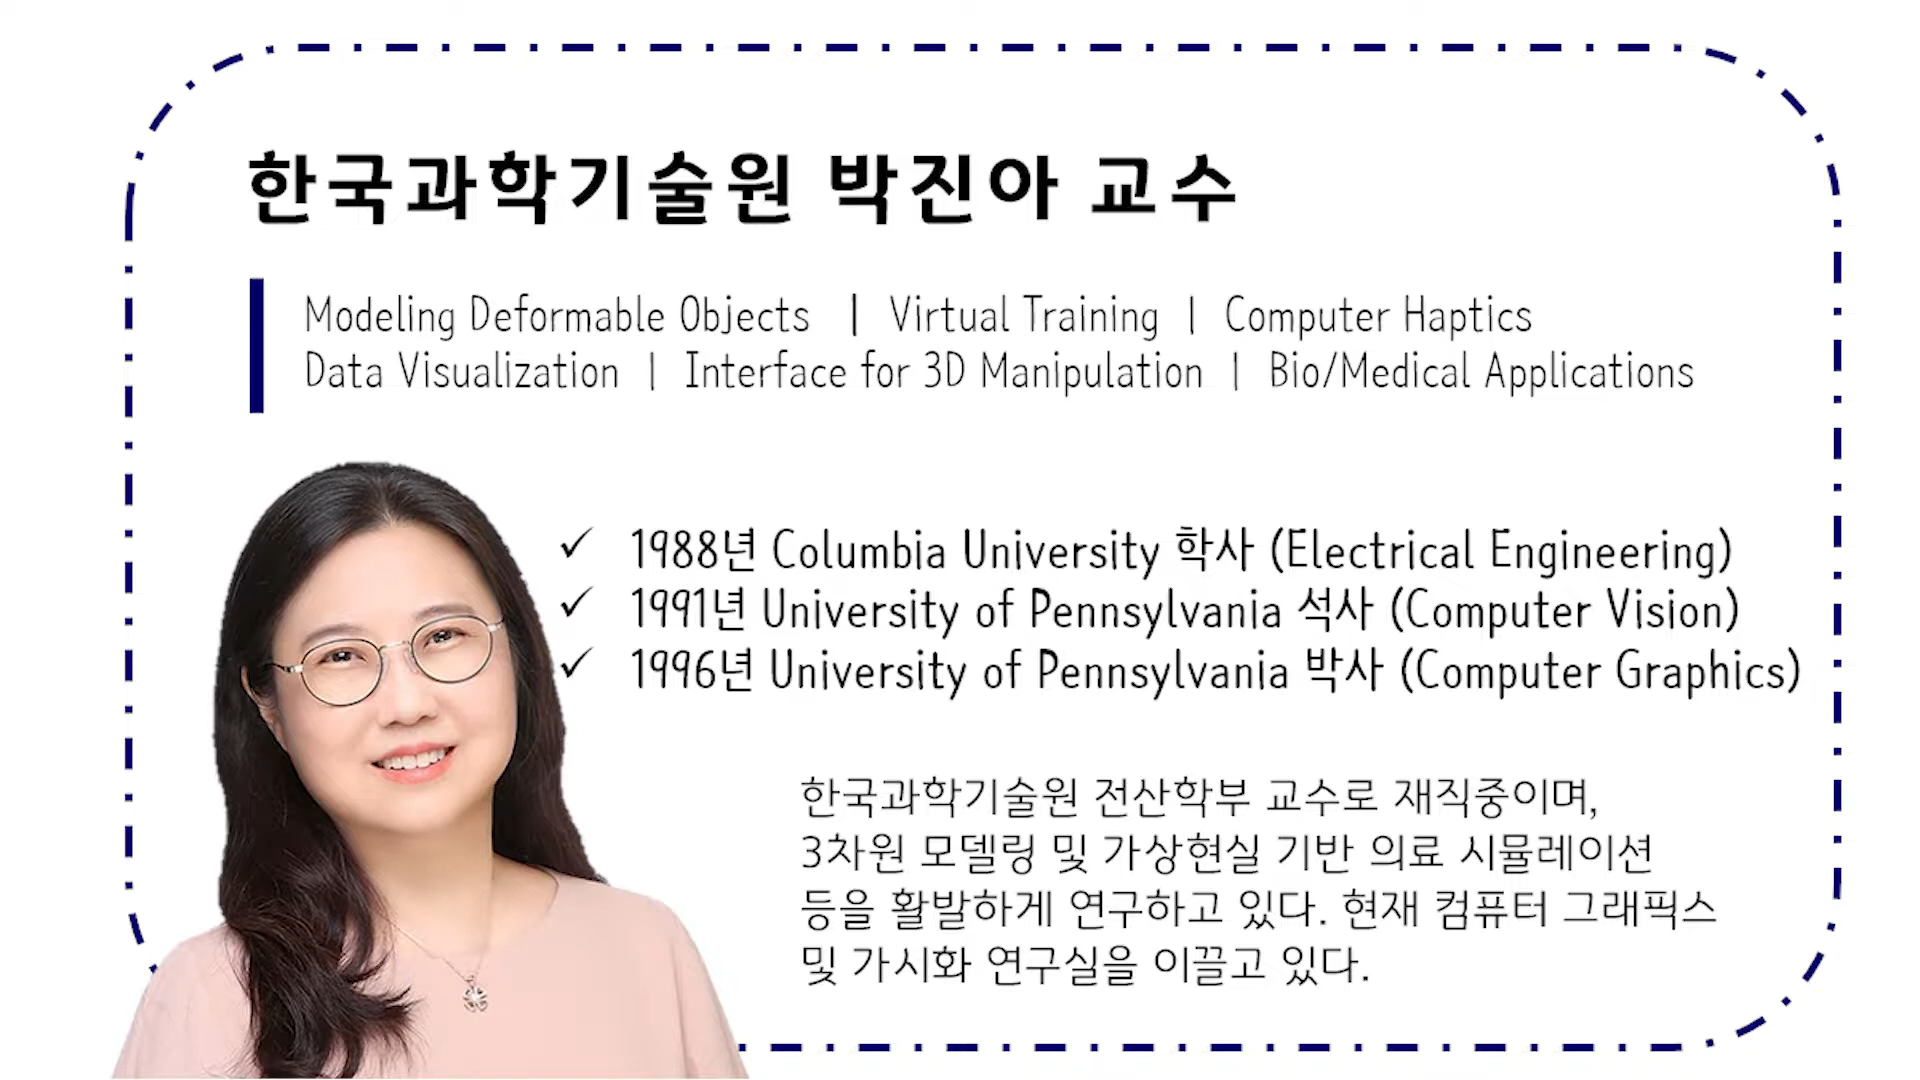 한국과학기술원 박진아 교수
Modeling Deformable Objects | Virtual Training | Computer Haptics
Data Visualization | Interface for 3D Manipulation | Bio/Medical Applications
✓ 1988년 Columbia University 학사 (Electrical Engineering)
✓ 1991년 University of Pennsylvania 석사 (Computer Vision)
✓ 1996년 University of Pennsylvania 박사 (Computer Graphics)
한국과학기술원 전산학부 교수로 재직중이며,
3차원 모델링 및 가상현실 기반 의료 시뮬레이션
등을 활발하게 연구하고 있다. 현재 컴퓨터 그래픽스
및 가시화 연구실을 이끌고 있다.